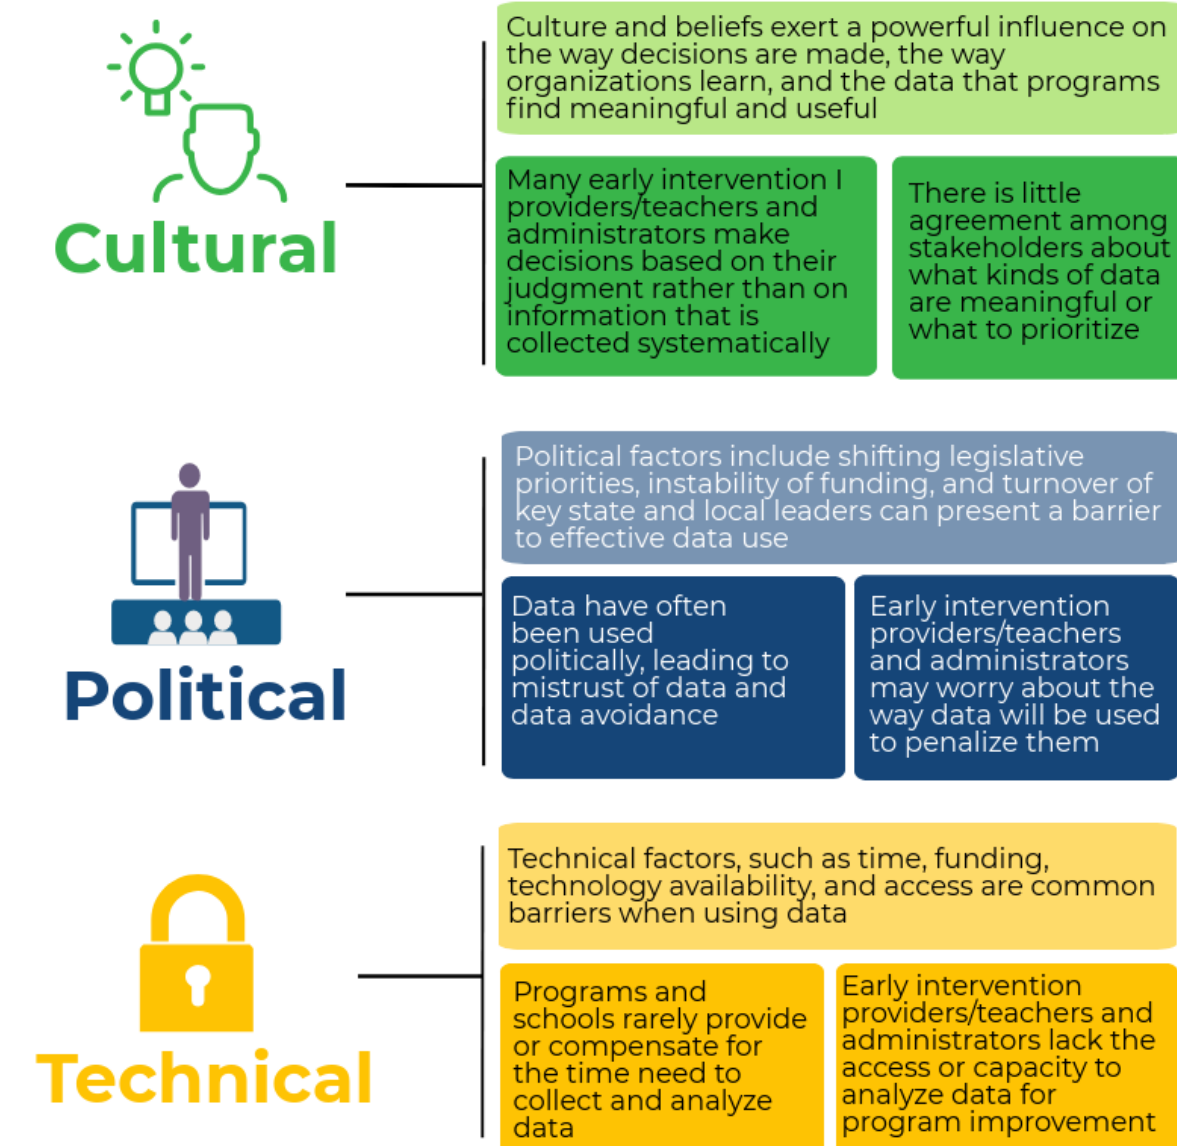 Culture and beliefs exert a powerful influence on
the way decisions are made, the way
organizations learn, and the data that programs
find meaningful and useful
Cultural
Many early intervention I
providers/teachers and
administrators make
decisions based on their
judgment rather than on
information that is
collected systematically
There is little
agreement among
stakeholders about
what kinds of data
are meaningful or
what to prioritize
Political factors include shifting legislative
priorities, instability of funding, and turnover of
key state and local leaders can present a barrier
to effective data use
Political
Data have often
been used
politically, leading to
mistrust of data and
data avoidance
Early intervention
providers/teachers
and administrators
may worry about the
way data will be used
to penalize them
Technical factors, such as time, funding,
technology availability, and access are common
barriers when using data
Technical
Programs and
schools rarely provide
or compensate for
the time need to
collect and analyze
data
Early intervention
providers/teachers and
administrators lack the
access or capacity to
analyze data for
program improvement